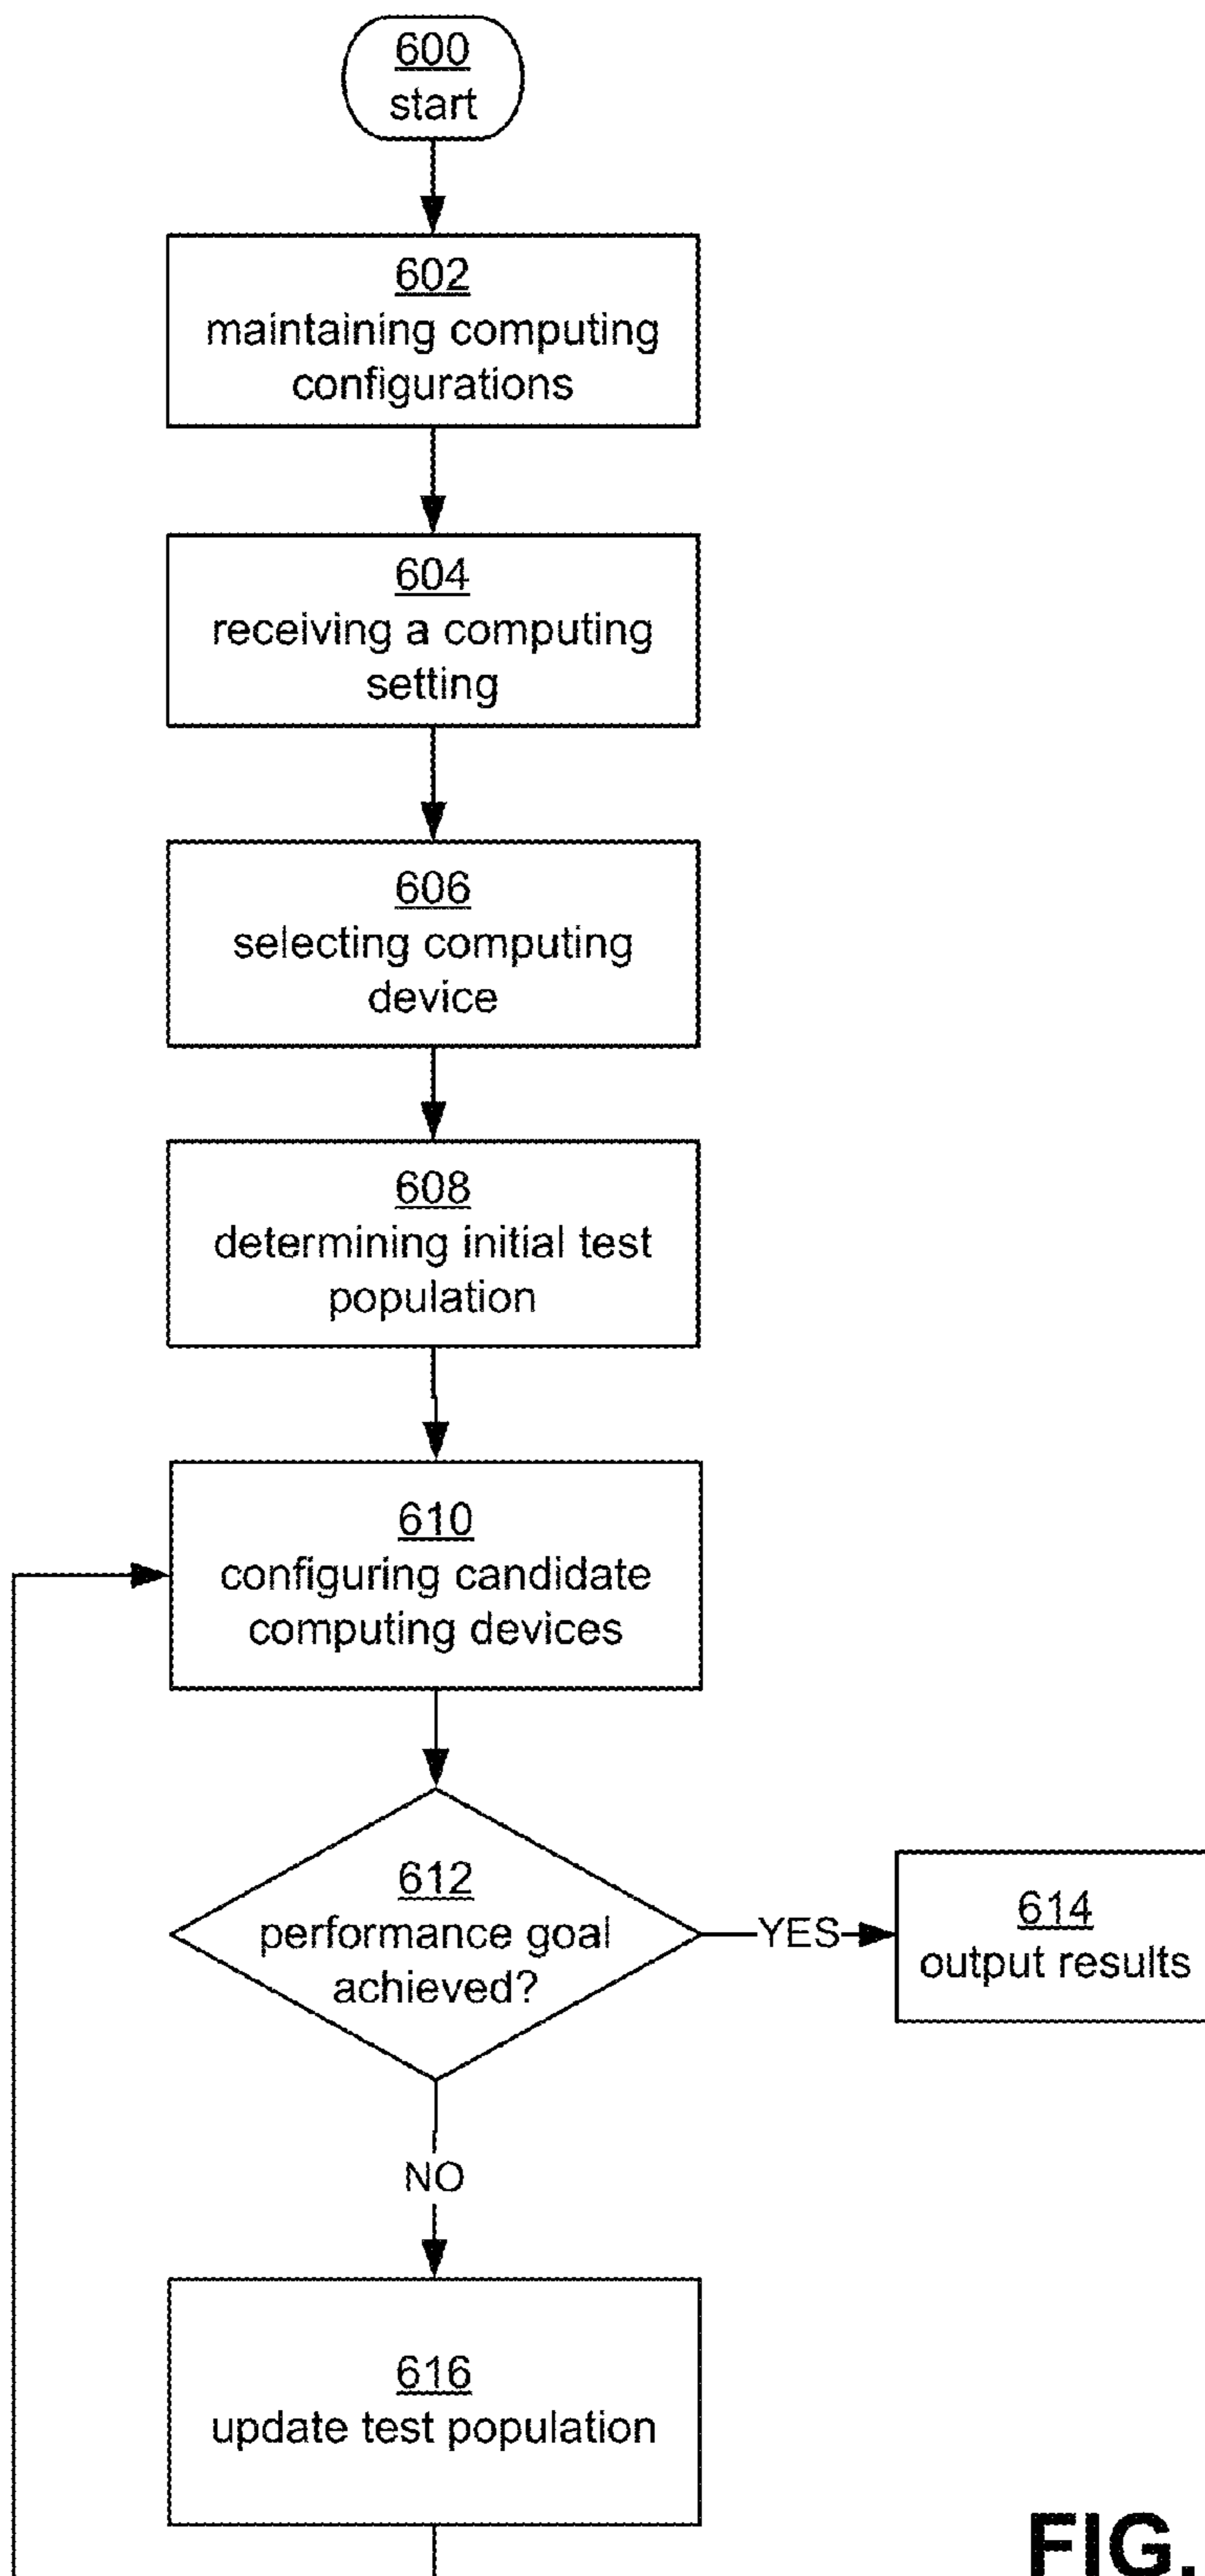 600
start
602
maintaining computing
configurations
604
receiving a computing
setting
606
selecting computing
device
608
determining initial test
population
610
configuring candidate
computing devices
612
performance goal
achieved?
YES
614
output results
NO
616
update test population
FIG.